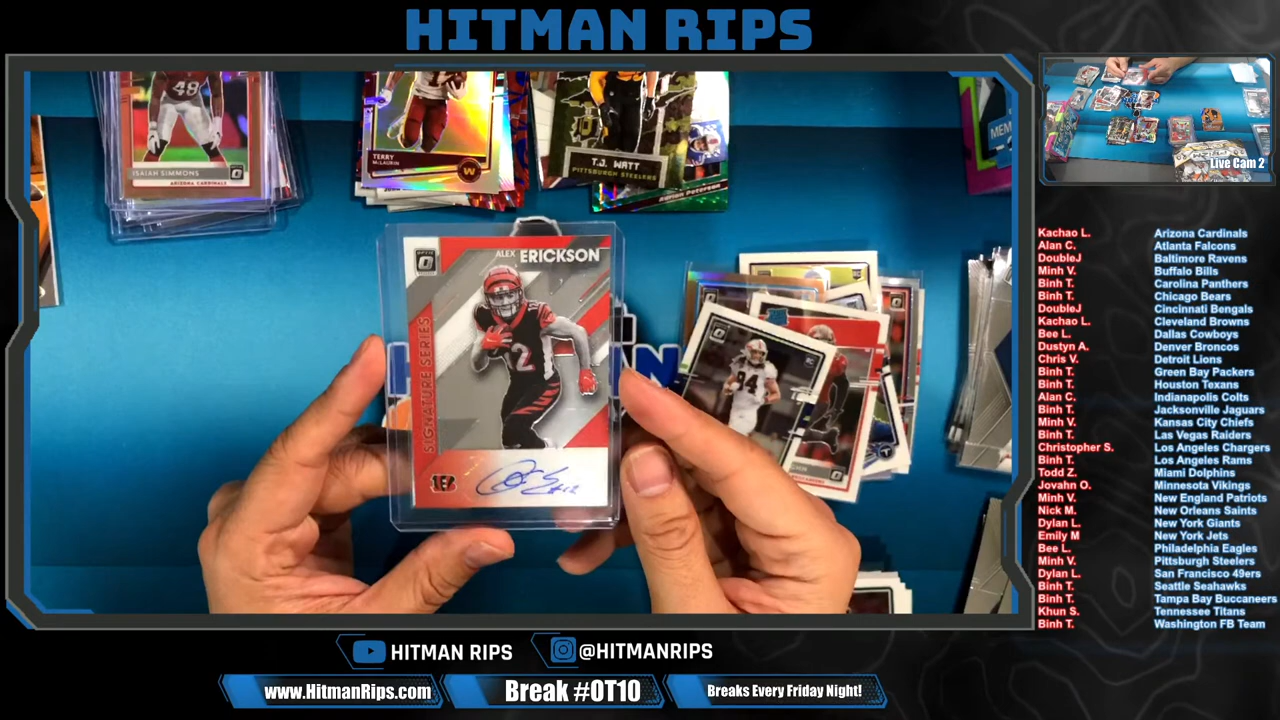 HITMAN RIPS
48
ISAIAH SIMMONS
ARIZONA CARDINALS
TERRY
McLAURIN
W
T.J. WATT
PITTSBURGH STEELERS
Adrian Peterson
Live Cam 2
ALEX ERICKSON
SIGNATURE SERIES
12
#12
94
Kachao L. Arizona Cardinals
Alan C. Atlanta Falcons
DoubleJ Baltimore Ravens
Minh V. Buffalo Bills
Binh T. Carolina Panthers
Binh T. Chicago Bears
DoubleJ Cincinnati Bengals
Kachao L. Cleveland Browns
Bee L. Dallas Cowboys
Dustyn A. Denver Broncos
Chris V. Detroit Lions
Binh T. Green Bay Packers
Binh T. Houston Texans
Alan C. Indianapolis Colts
Binh T. Jacksonville Jaguars
Minh V. Kansas City Chiefs
Binh T. Las Vegas Raiders
Christopher S. Los Angeles Chargers
Binh T. Los Angeles Rams
Todd Z. Miami Dolphins
Jovahn O. Minnesota Vikings
Minh V. New England Patriots
Nick M. New Orleans Saints
Dylan L. New York Giants
Emily M New York Jets
Bee L. Philadelphia Eagles
Minh V. Pittsburgh Steelers
Dylan L. San Francisco 49ers
Binh T. Seattle Seahawks
Binh T. Tampa Bay Buccaneers
Khun S. Tennessee Titans
Binh T. Washington FB Team
HITMAN RIPS @HITMANRIPS
www.HitmanRips.com Break #OT10 Breaks Every Friday Night!